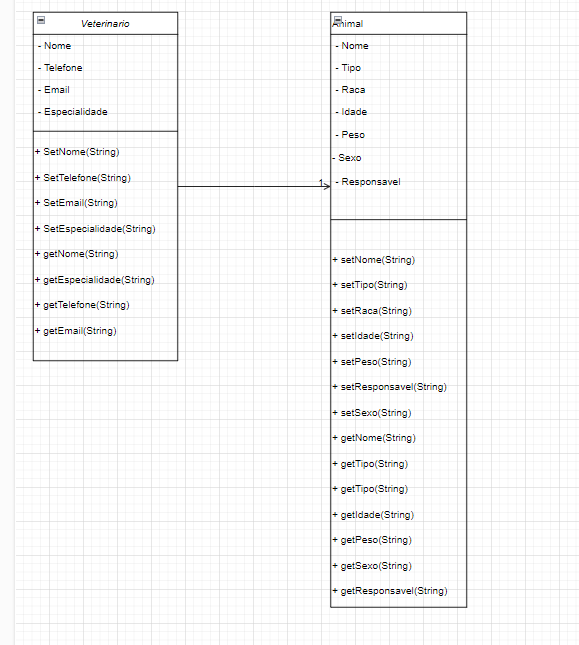 Veterinario
- Nome
- Telefone
- Email
- Especialidade
+ SetNome(String)
+ SetTelefone(String)
+ SetEmail(String)
+ SetEspecialidade(String)
+ getNome(String)
+ getEspecialidade(String)
+ getTelefone(String)
+ getEmail(String)
1
Animal
- Nome
- Tipo
- Raca
- Idade
- Peso
- Sexo
- Responsavel
+ setNome(String)
+ setTipo(String)
+ setRaca(String)
+ setIdade(String)
+ setPeso(String)
+ setResponsavel(String)
+ setSexo(String)
+ getNome(String)
+ getTipo(String)
+ getTipo(String)
+ getIdade(String)
+ getPeso(String)
+ getSexo(String)
+ getResponsavel(String)